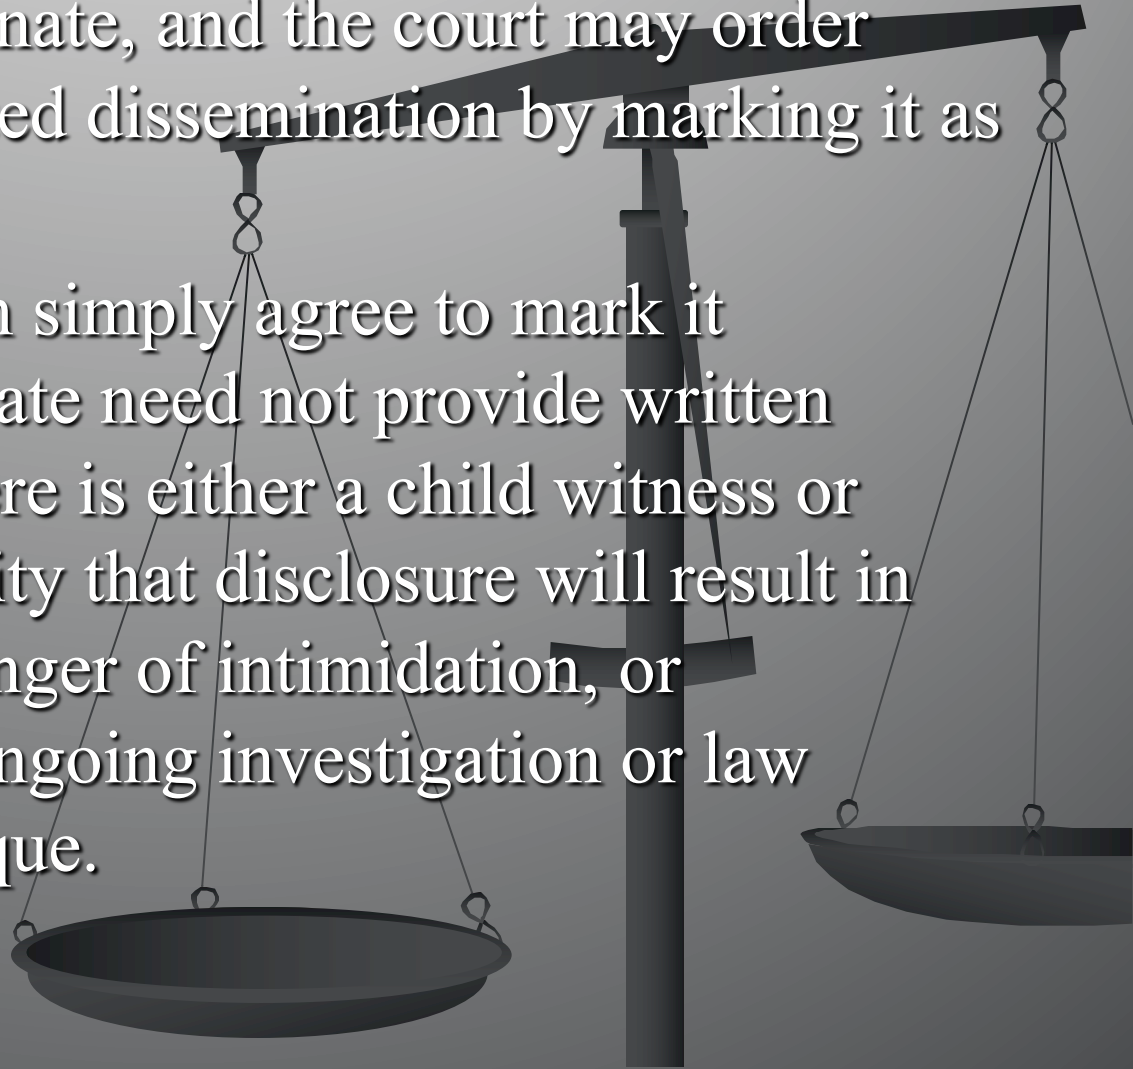 nate, and the court may order
ed dissemination by marking it as
simply agree to mark it
ate need not provide written
re is either a child witness or
ity that disclosure will result in
nger of intimidation, or
ngoing investigation or law
que.